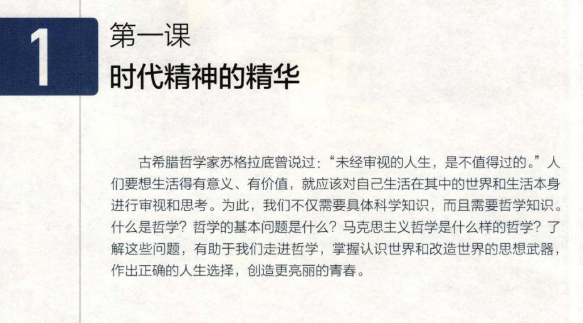 1
第一课
时代精神的精华
古希腊哲学家苏格拉底曾说过：“未经审视的人生，是不值得过的。”人
们要想生活得有意义、有价值，就应该对自己生活在其中的世界和生活本身
进行审视和思考。为此，我们不仅需要具体科学知识，而且需要哲学知识。
什么是哲学？哲学的基本问题是什么？马克思主义哲学是什么样的哲学？了
解这些问题，有助于我们走进哲学，掌握认识世界和改造世界的思想武器，
作出正确的人生选择，创造更亮丽的青春。